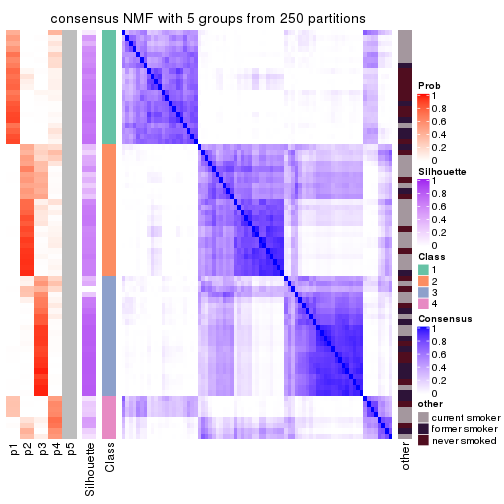 consensus NMF with 5 groups from 250 partitions
Prob
1
0.8
0.6
0.4
0.2
0
Silhouette
1
0.8
0.6
0.4
0.2
0
Class
1
2
3
4
Consensus
1
0.8
0.6
0.4
0.2
0
other
current smoker
former smoker
never smoked
p1
p2
p3
p4
p5
Silhouette
Class
other